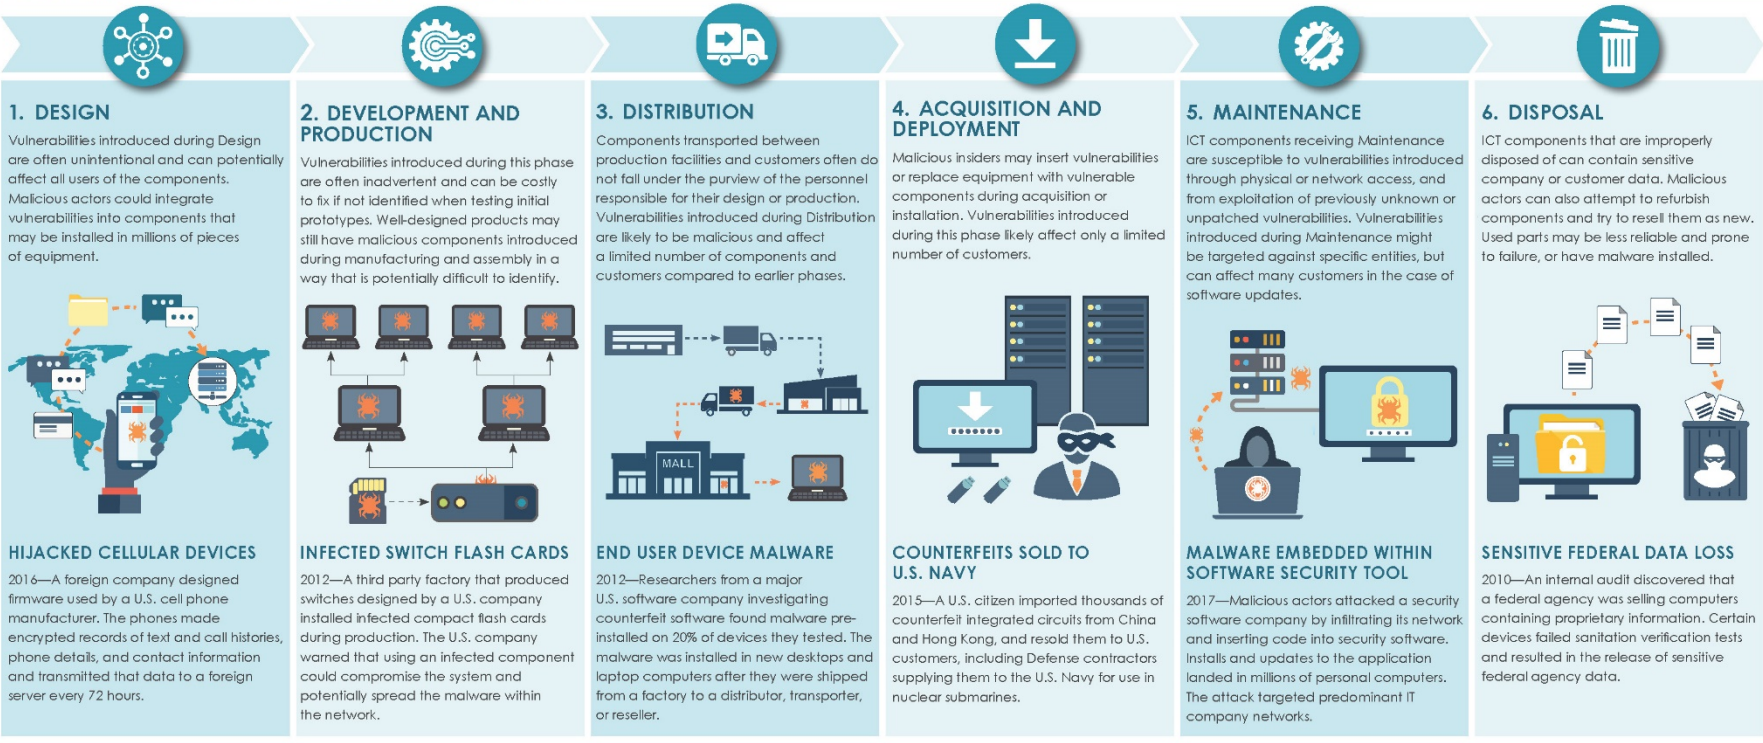 1. DESIGN
Vulnerabilities introduced during Design
are often unintentional and can potentially
affect all users of the components.
Malicious actors could integrate
vulnerabilities into components that
may be installed in millions of pieces
of equipment.
HIJACKED CELLULAR DEVICES
2016—A foreign company designed
firmware used by a U.S. cell phone
manufacturer. The phones made
encrypted records of text and call histories,
phone details, and contact information
and transmitted that data to a foreign
server every 72 hours.
2. DEVELOPMENT AND
PRODUCTION
Vulnerabilities introduced during this phase
are often inadvertent and can be costly
to fix if not identified when testing initial
prototypes. Well-designed products may
still have malicious components introduced
during manufacturing and assembly in a
way that is potentially difficult to identify.
INFECTED SWITCH FLASH CARDS
2012—A third party factory that produced
switches designed by a U.S. company
installed infected compact flash cards
during production. The U.S. company
warned that using an infected component
could compromise the system and
potentially spread the malware within
the network.
3. DISTRIBUTION
Components transported between
production facilities and customers often do
not fall under the purview of the personnel
responsible for their design or production.
Vulnerabilities introduced during Distribution
are likely to be malicious and affect
a limited number of components and
customers compared to earlier phases.
MALL
END USER DEVICE MALWARE
2012—Researchers from a major
U.S. software company investigating
counterfeit software found malware pre-
installed on 20% of devices they tested. The
malware was installed in new desktops and
laptop computers after they were shipped
from a factory to a distributor, transporter,
or reseller.
4. ACQUISITION AND
DEPLOYMENT
Malicious insiders may insert vulnerabilities
or replace equipment with vulnerable
components during acquisition or
installation. Vulnerabilities introduced
during this phase likely affect only a limited
number of customers.
COUNTERFEITS SOLD TO
U.S. NAVY
2015—A U.S. citizen imported thousands of
counterfeit integrated circuits from China
and Hong Kong, and resold them to U.S.
customers, including Defense contractors
supplying them to the U.S. Navy for use in
nuclear submarines.
5. MAINTENANCE
ICT components receiving Maintenance
are susceptible to vulnerabilities introduced
through physical or network access, and
from exploitation of previously unknown or
unpatched vulnerabilities. Vulnerabilities
introduced during Maintenance might
be targeted against specific entities, but
can affect many customers in the case of
software updates.
MALWARE EMBEDDED WITHIN
SOFTWARE SECURITY TOOL
2017—Malicious actors attacked a security
software company by infiltrating its network
and inserting code into security software.
Installs and updates to the application
landed in millions of personal computers.
The attack targeted predominant IT
company networks.
6. DISPOSAL
ICT components that are improperly
disposed of can contain sensitive
company or customer data. Malicious
actors can also attempt to refurbish
components and try to resell them as new.
Used parts may be less reliable and prone
to failure, or have malware installed.
SENSITIVE FEDERAL DATA LOSS
2010—An internal audit discovered that
a federal agency was selling computers
containing proprietary information. Certain
devices failed sanitation verification tests
and resulted in the release of sensitive
federal agency data.